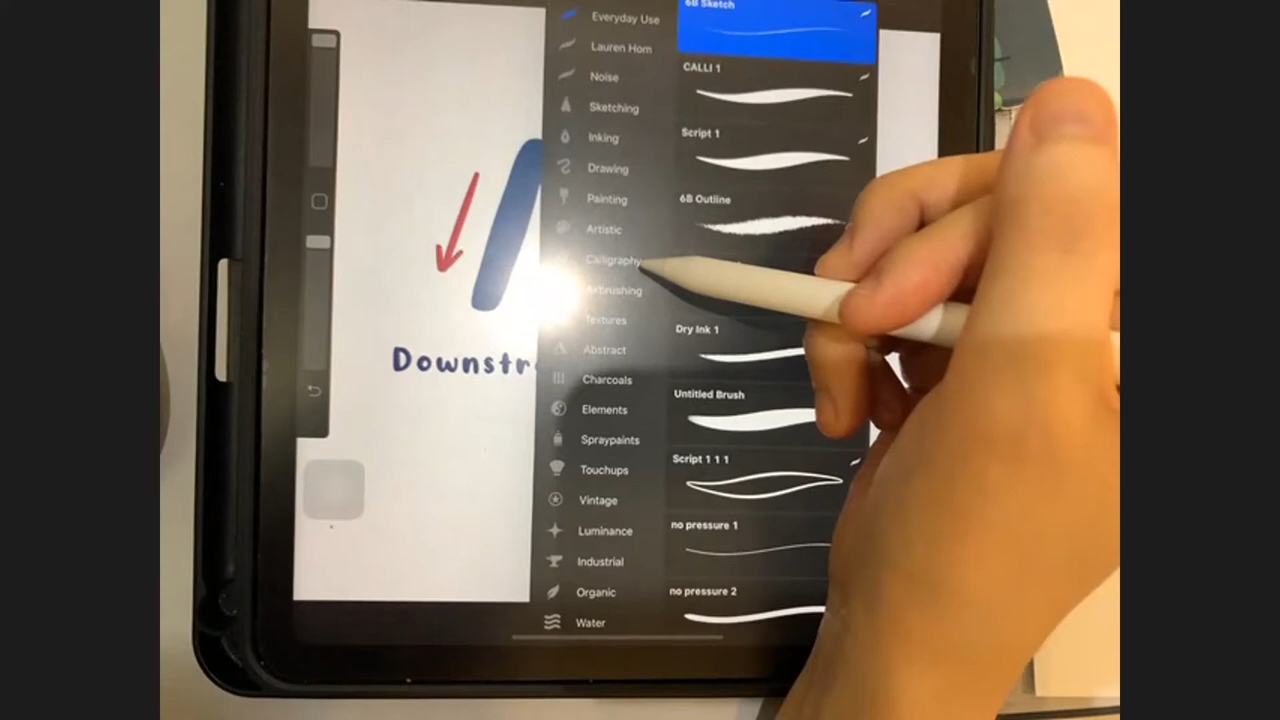 Everyday Use
Lauren Hom
Noise
Sketching
Inking
Drawing
Painting
Artistic
Calligraphy
Airbrushing
Textures
Abstract
Charcoals
Elements
Spraypaints
Touchups
Vintage
Luminance
Industrial
Organic
Water
6B Sketch
CALLI 1
Script 1
6B Outline
Dry Ink 1
Untitled Brush
Script 1 1 1
no pressure 1
no pressure 2
Downstr